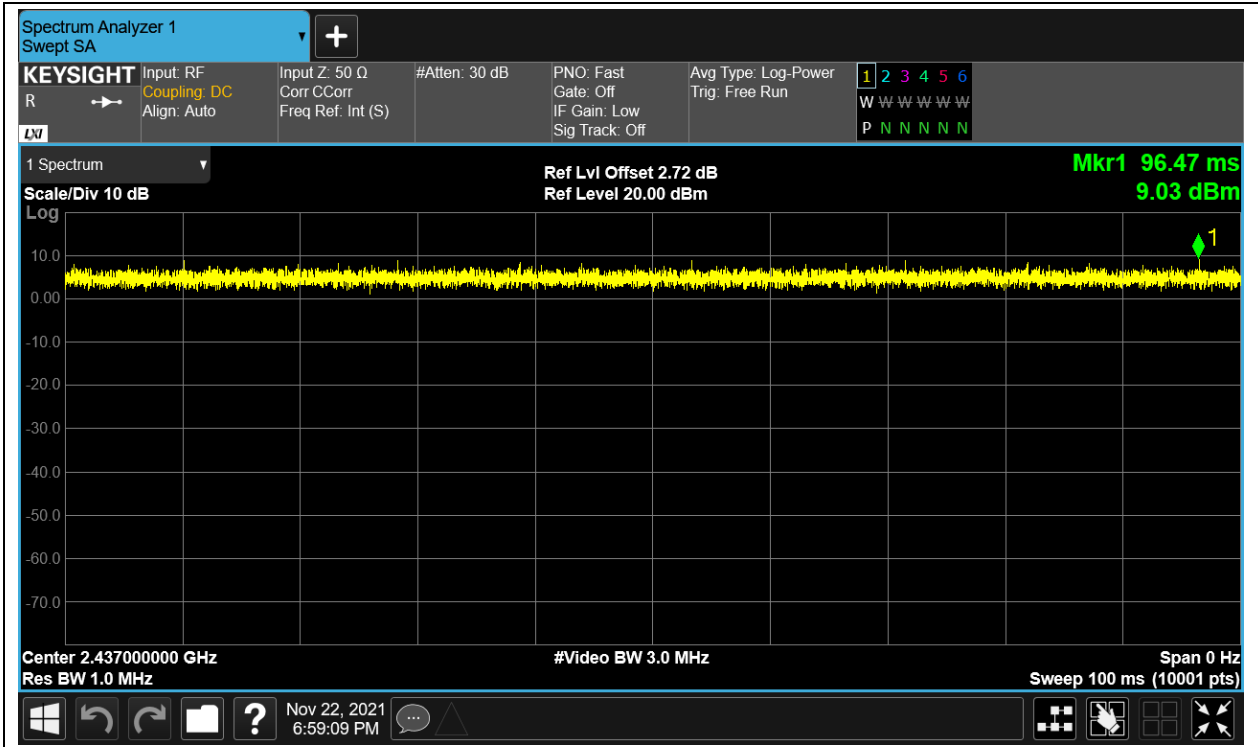 Spectrum Analyzer 1
Swept SA
KEYSIGHT
R
LXI
Input: RF
Coupling: DC
Align: Auto
Input Z: 50 Ω
Corr CCorr
Freq Ref: Int (S)
#Atten: 30 dB
PNO: Fast
Gate: Off
IF Gain: Low
Sig Track: Off
Avg Type: Log-Power
Trig: Free Run
1 2 3 4 5 6
W W W W W W
P N N N N N
1 Spectrum
Scale/Div 10 dB
Log
Ref Lvl Offset 2.72 dB
Ref Level 20.00 dBm
Mkr1 96.47 ms
9.03 dBm
1
10.0
0.00
-10.0
-20.0
-30.0
-40.0
-50.0
-60.0
-70.0
Center 2.437000000 GHz
#Video BW 3.0 MHz
Span 0 Hz
Res BW 1.0 MHz
Sweep 100 ms (10001 pts)
?
Nov 22, 2021
6:59:09 PM